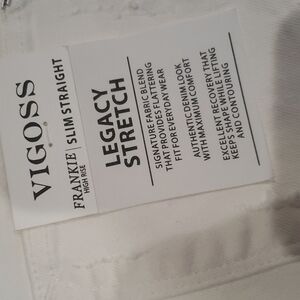 VIGOSS
FRANKIE | SLIM STRAIGHT
HIGH RISE
LEGACY
STRETCH
SIGNATURE FABRIC BLEND
THAT PROVIDES FLATTERING
FIT FOR EVERYDAY WEAR
AUTHENTIC DENIM LOOK
WITH MAXIMUM COMFORT
EXCELLENT RECOVERY THAT
KEEPS SHAPE WHILE LIFTING
AND CONTOURING